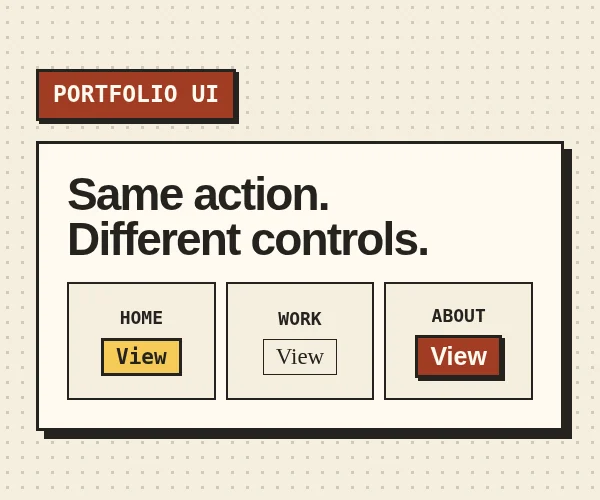 PORTFOLIO UI
Same action.
Different controls.
HOME
View
WORK
View
ABOUT
View